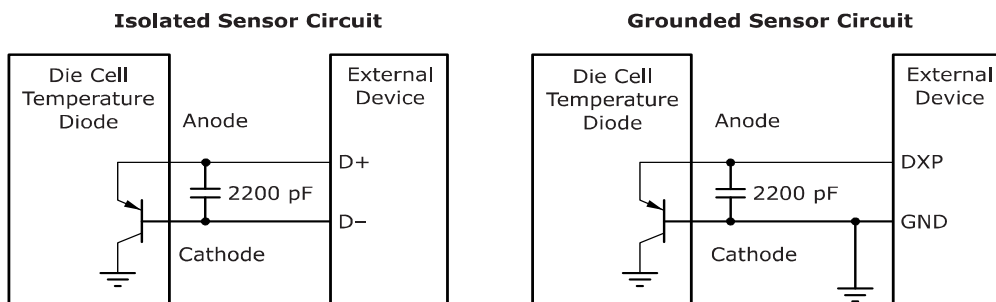 Isolated Sensor Circuit
Die Cell
Temperature
Diode
External
Device
Anode
D+
2200 pF
D−
Cathode
Grounded Sensor Circuit
Die Cell
Temperature
Diode
External
Device
Anode
DXP
2200 pF
GND
Cathode